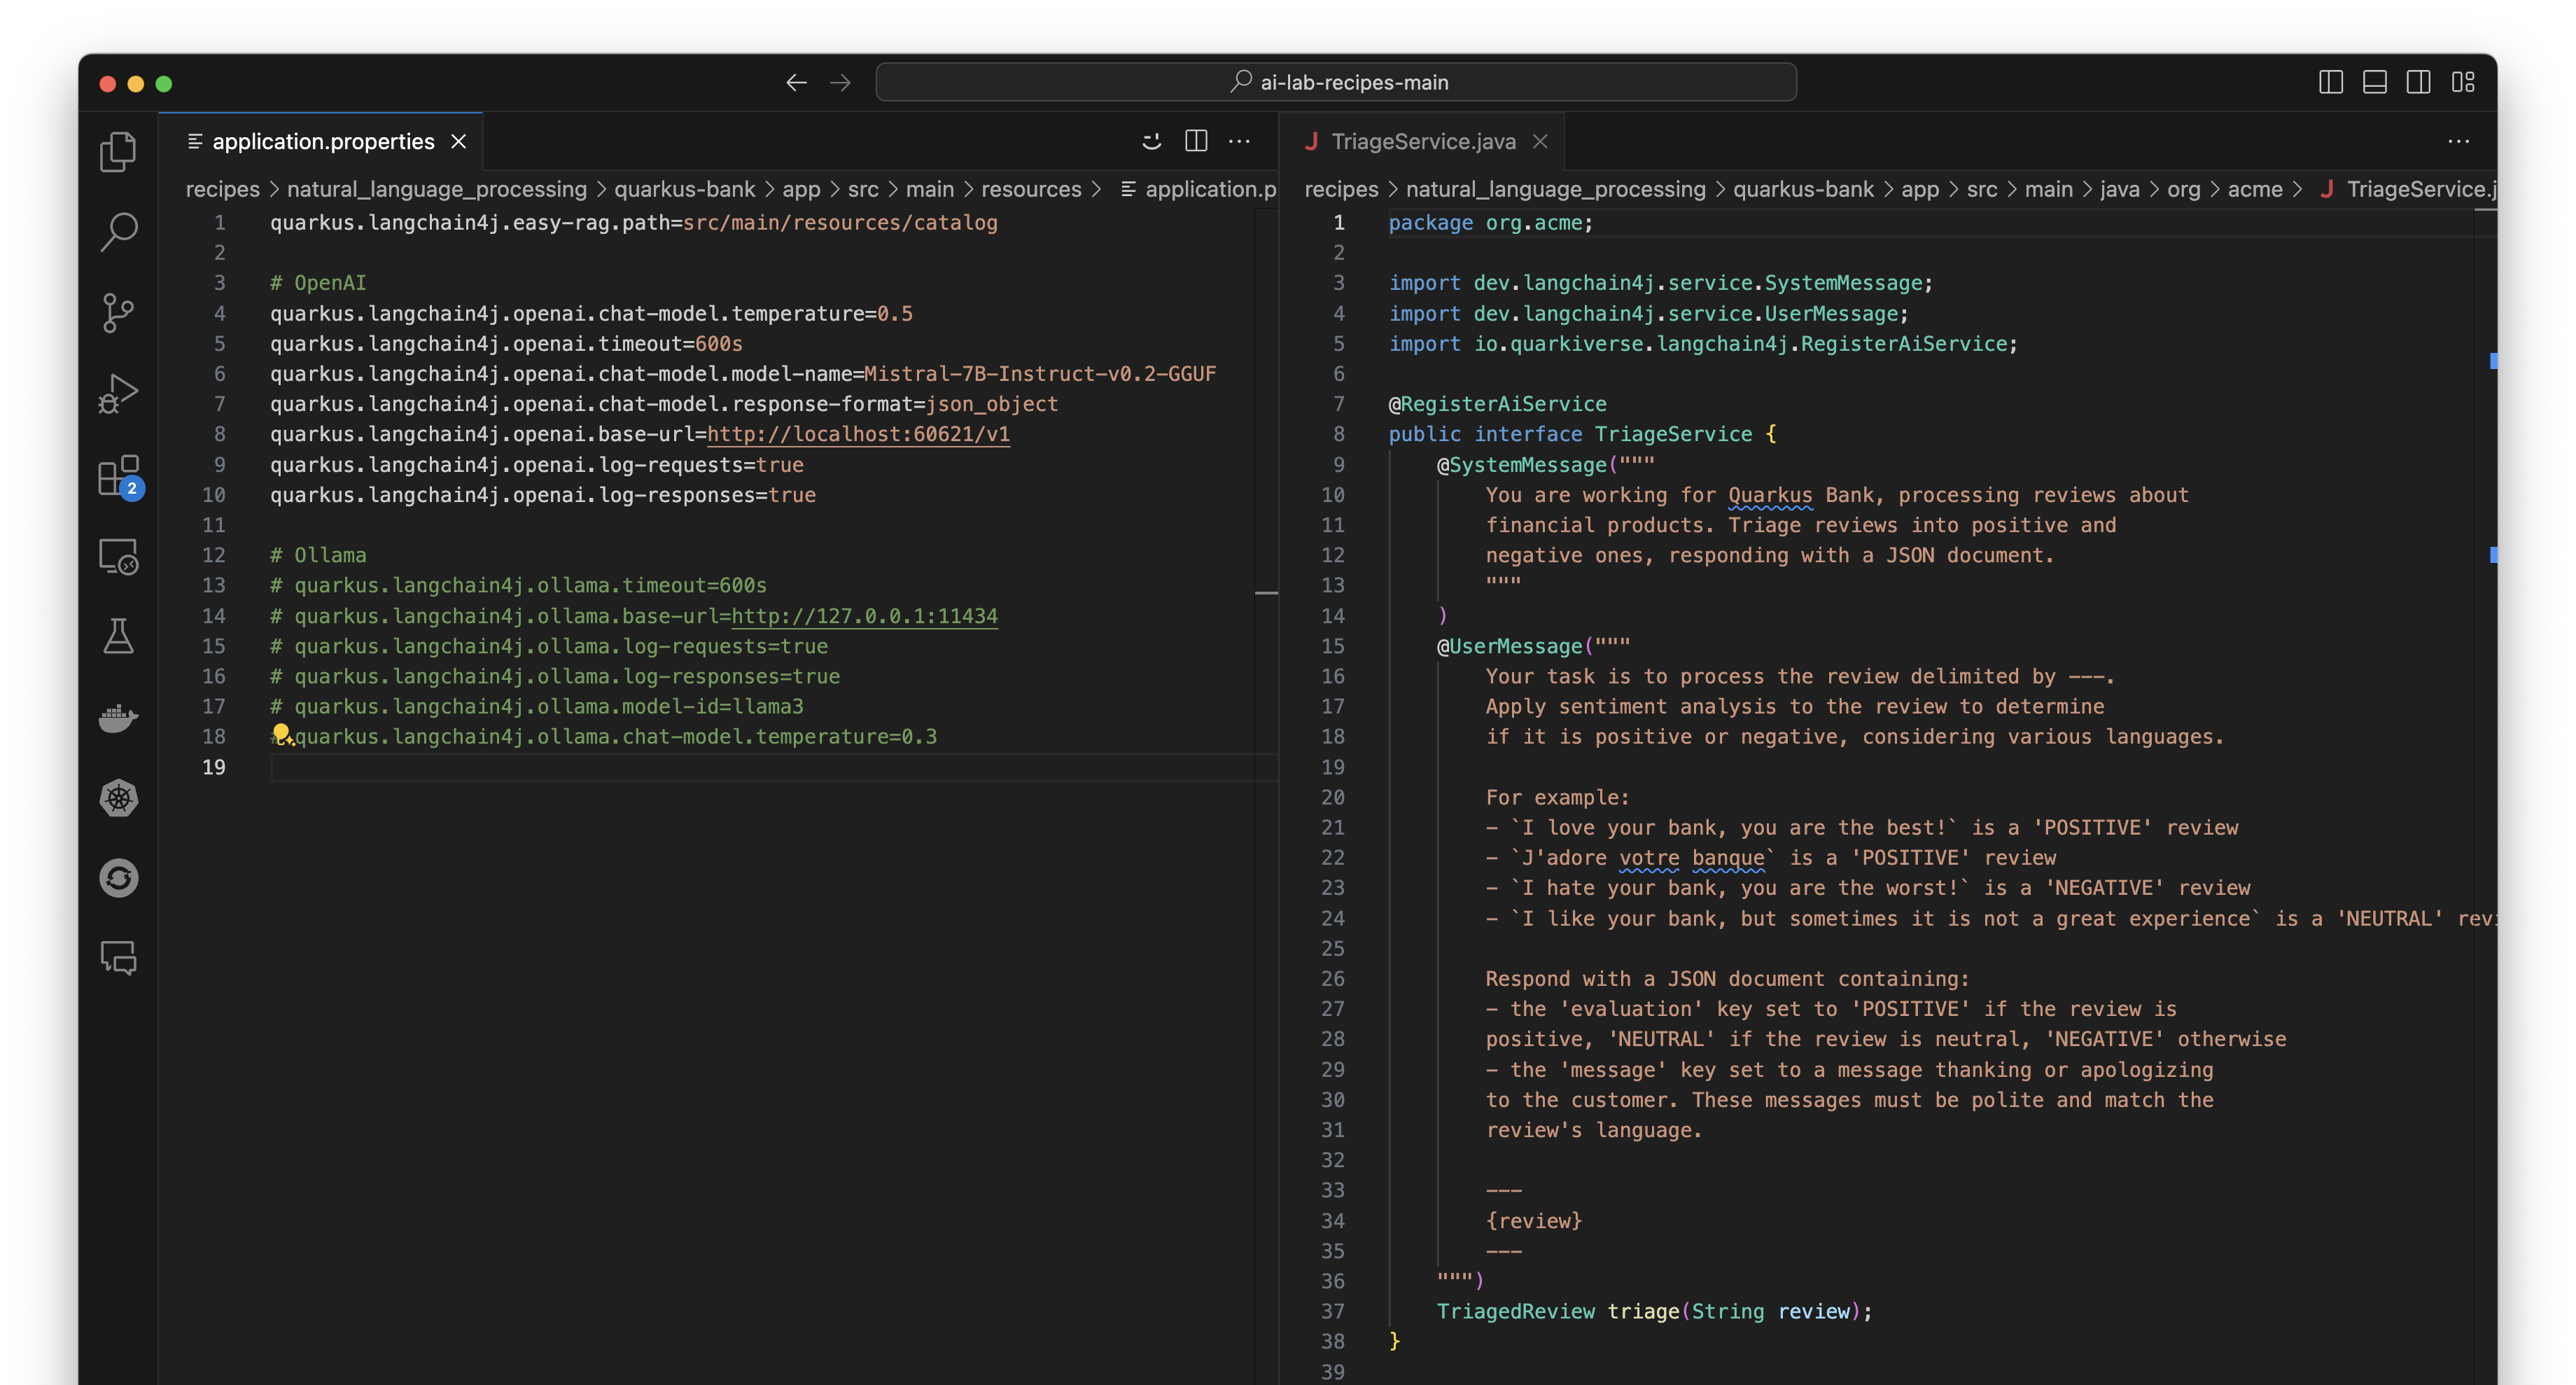 ai-lab-recipes-main
application.properties
recipes > natural_language_processing > quarkus-bank > app > src > main > resources > application.p
1 quarkus.langchain4j.easy-rag.path=src/main/resources/catalog
2
3 # OpenAI
4 quarkus.langchain4j.openai.chat-model.temperature=0.5
5 quarkus.langchain4j.openai.timeout=600s
6 quarkus.langchain4j.openai.chat-model.model-name=Mistral-7B-Instruct-v0.2-GGUF
7 quarkus.langchain4j.openai.chat-model.response-format=json_object
8 quarkus.langchain4j.openai.base-url=http://localhost:60621/v1
9 quarkus.langchain4j.openai.log-requests=true
10 quarkus.langchain4j.openai.log-responses=true
11
12 # Ollama
13 # quarkus.langchain4j.ollama.timeout=600s
14 # quarkus.langchain4j.ollama.base-url=http://127.0.0.1:11434
15 # quarkus.langchain4j.ollama.log-requests=true
16 # quarkus.langchain4j.ollama.log-responses=true
17 # quarkus.langchain4j.ollama.model-id=llama3
18 # quarkus.langchain4j.ollama.chat-model.temperature=0.3
19
2
J TriageService.java
recipes > natural_language_processing > quarkus-bank > app > src > main > java > org > acme > J TriageService.j
1 package org.acme;
2
3 import dev.langchain4j.service.SystemMessage;
4 import dev.langchain4j.service.UserMessage;
5 import io.quarkiverse.langchain4j.RegisterAiService;
6
7 @RegisterAiService
8 public interface TriageService {
9 @SystemMessage("""
10 You are working for Quarkus Bank, processing reviews about
11 financial products. Triage reviews into positive and
12 negative ones, responding with a JSON document.
13 """
14 )
15 @UserMessage("""
16 Your task is to process the review delimited by ---.
17 Apply sentiment analysis to the review to determine
18 if it is positive or negative, considering various languages.
19
20 For example:
21 - `I love your bank, you are the best!` is a 'POSITIVE' review
22 - `J'adore votre banque` is a 'POSITIVE' review
23 - `I hate your bank, you are the worst!` is a 'NEGATIVE' review
24 - `I like your bank, but sometimes it is not a great experience` is a 'NEUTRAL' revi
25
26 Respond with a JSON document containing:
27 - the 'evaluation' key set to 'POSITIVE' if the review is
28 positive, 'NEUTRAL' if the review is neutral, 'NEGATIVE' otherwise
29 - the 'message' key set to a message thanking or apologizing
30 to the customer. These messages must be polite and match the
31 review's language.
32
33 ---
34 {review}
35 ---
36 """)
37 TriagedReview triage(String review);
38 }
39